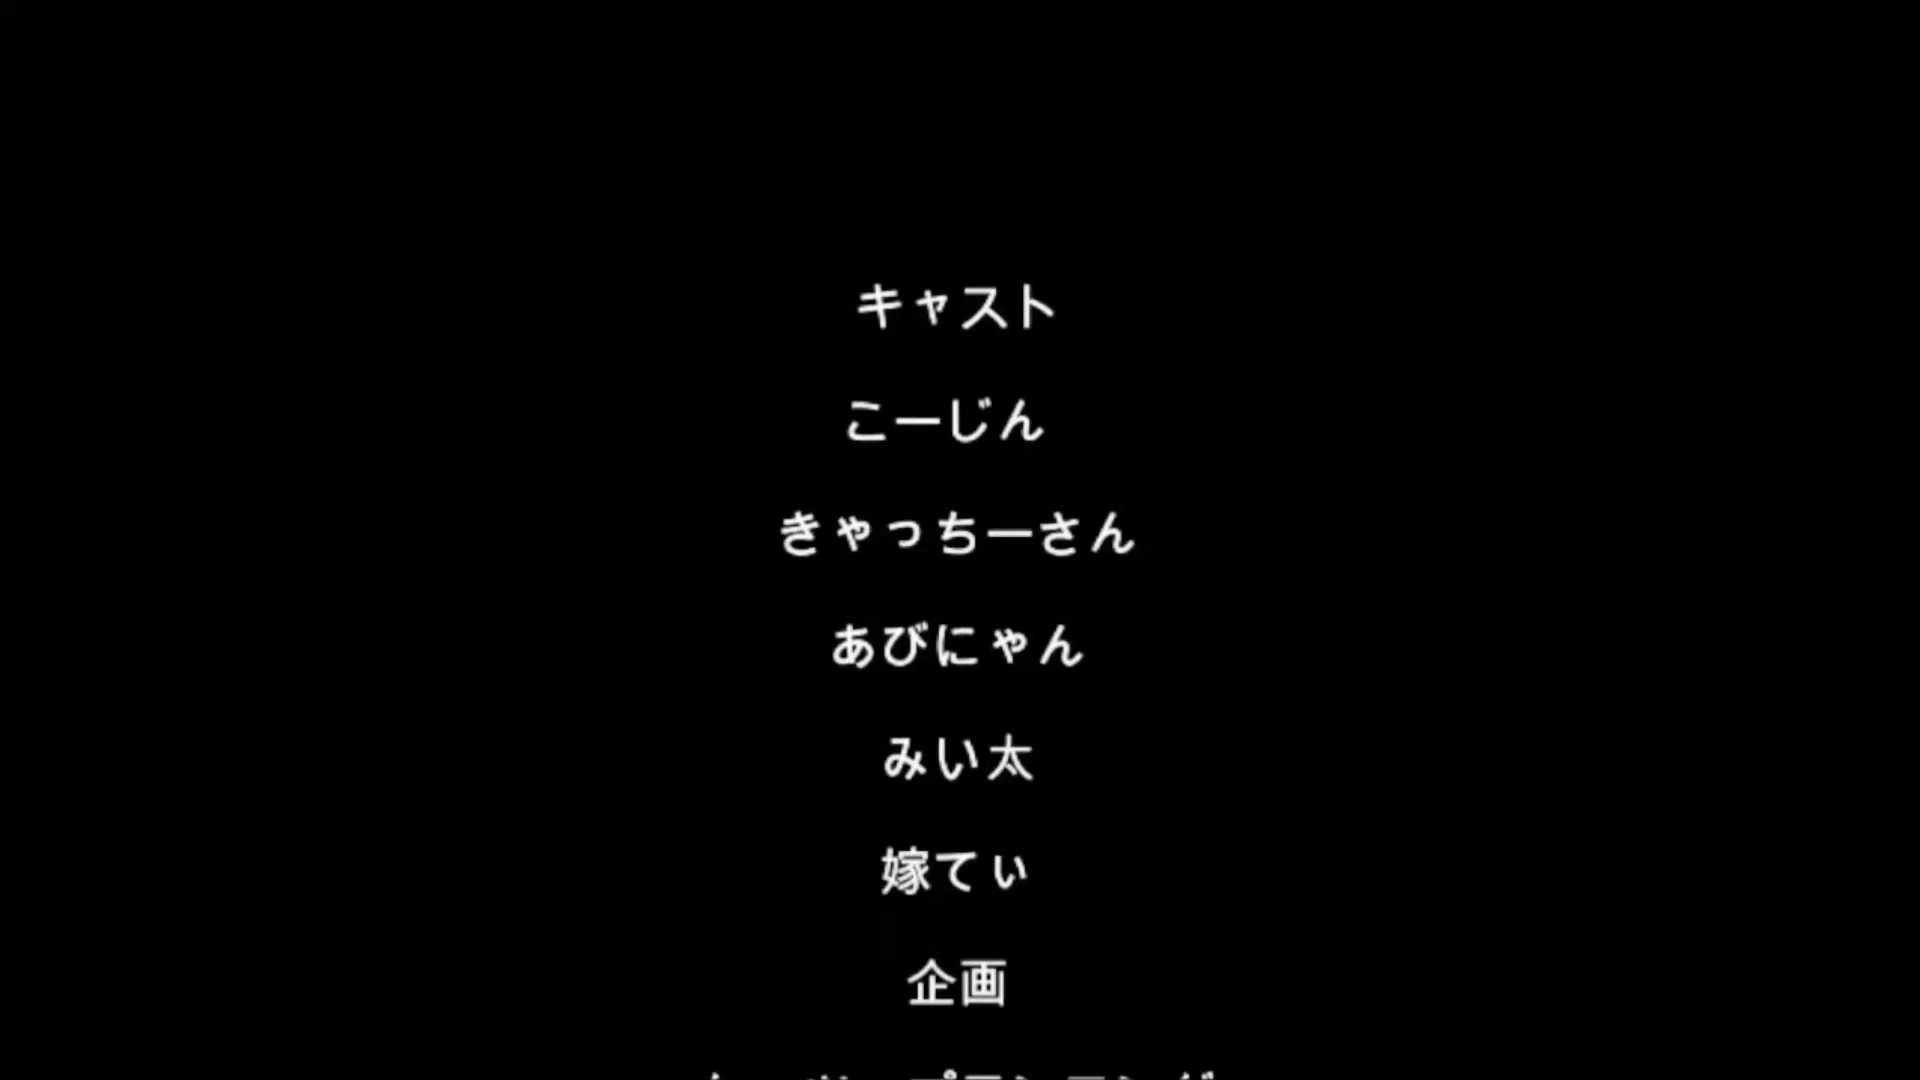 キャスト
こーじん
きゃっちーさん
あびにゃん
みい太
嫁てぃ
企画